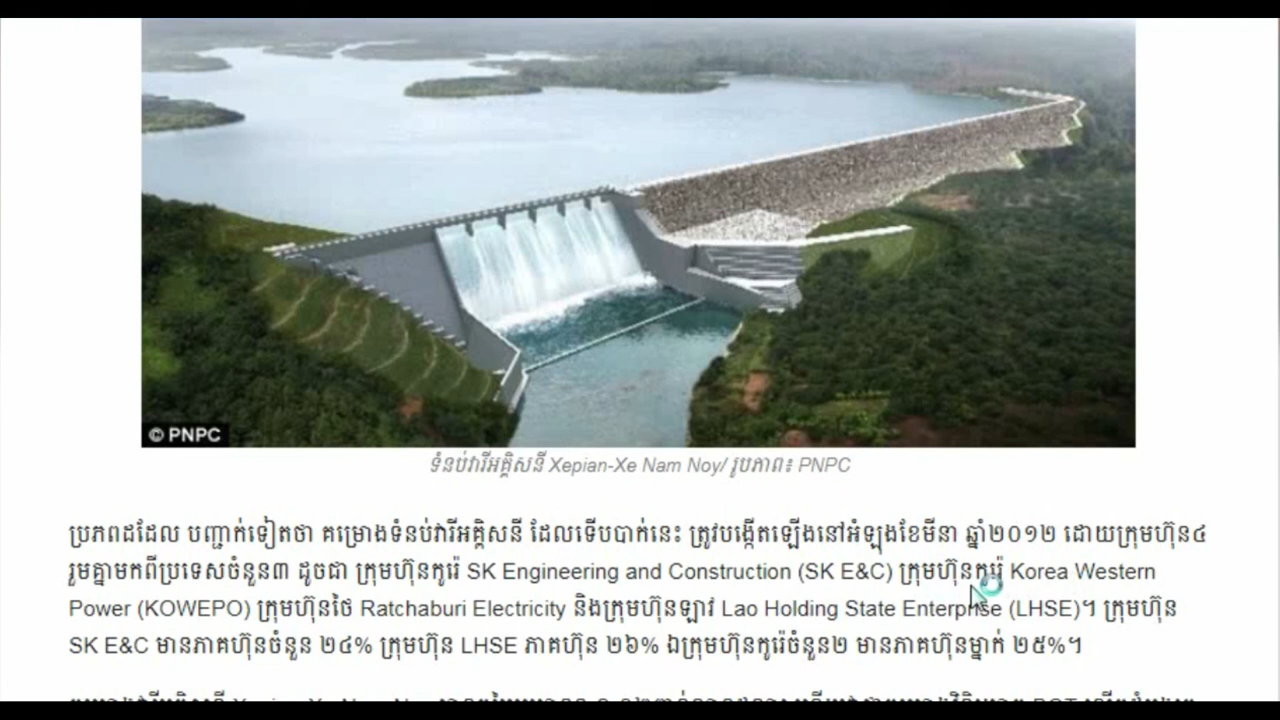 © PNPC
ទំនប់វារីអគ្គិសនី Xepian-Xe Nam Noy/ រូបភាព៖ PNPC
ប្រភពដដែល បញ្ជាក់ទៀតថា គម្រោងទំនប់វារីអគ្គិសនី ដែលទើបបាក់នេះ ត្រូវបង្កើតឡើងនៅអំឡុងខែមីនា ឆ្នាំ២០១២ ដោយក្រុមហ៊ុន៤
រួមគ្នាមកពីប្រទេសចំនួន៣ ដូចជា ក្រុមហ៊ុនកូរ៉េ SK Engineering and Construction (SK E&C) ក្រុមហ៊ុនកូរ៉េ Korea Western
Power (KOWEPO) ក្រុមហ៊ុនថៃ Ratchaburi Electricity និងក្រុមហ៊ុនឡាវ Lao Holding State Enterprise (LHSE)។ ក្រុមហ៊ុន
SK E&C មានភាគហ៊ុនចំនួន ២៤% ក្រុមហ៊ុន LHSE ភាគហ៊ុន ២៦% ឯក្រុមហ៊ុនកូរ៉េចំនួន២ មានភាគហ៊ុនម្នាក់ ២៥%។